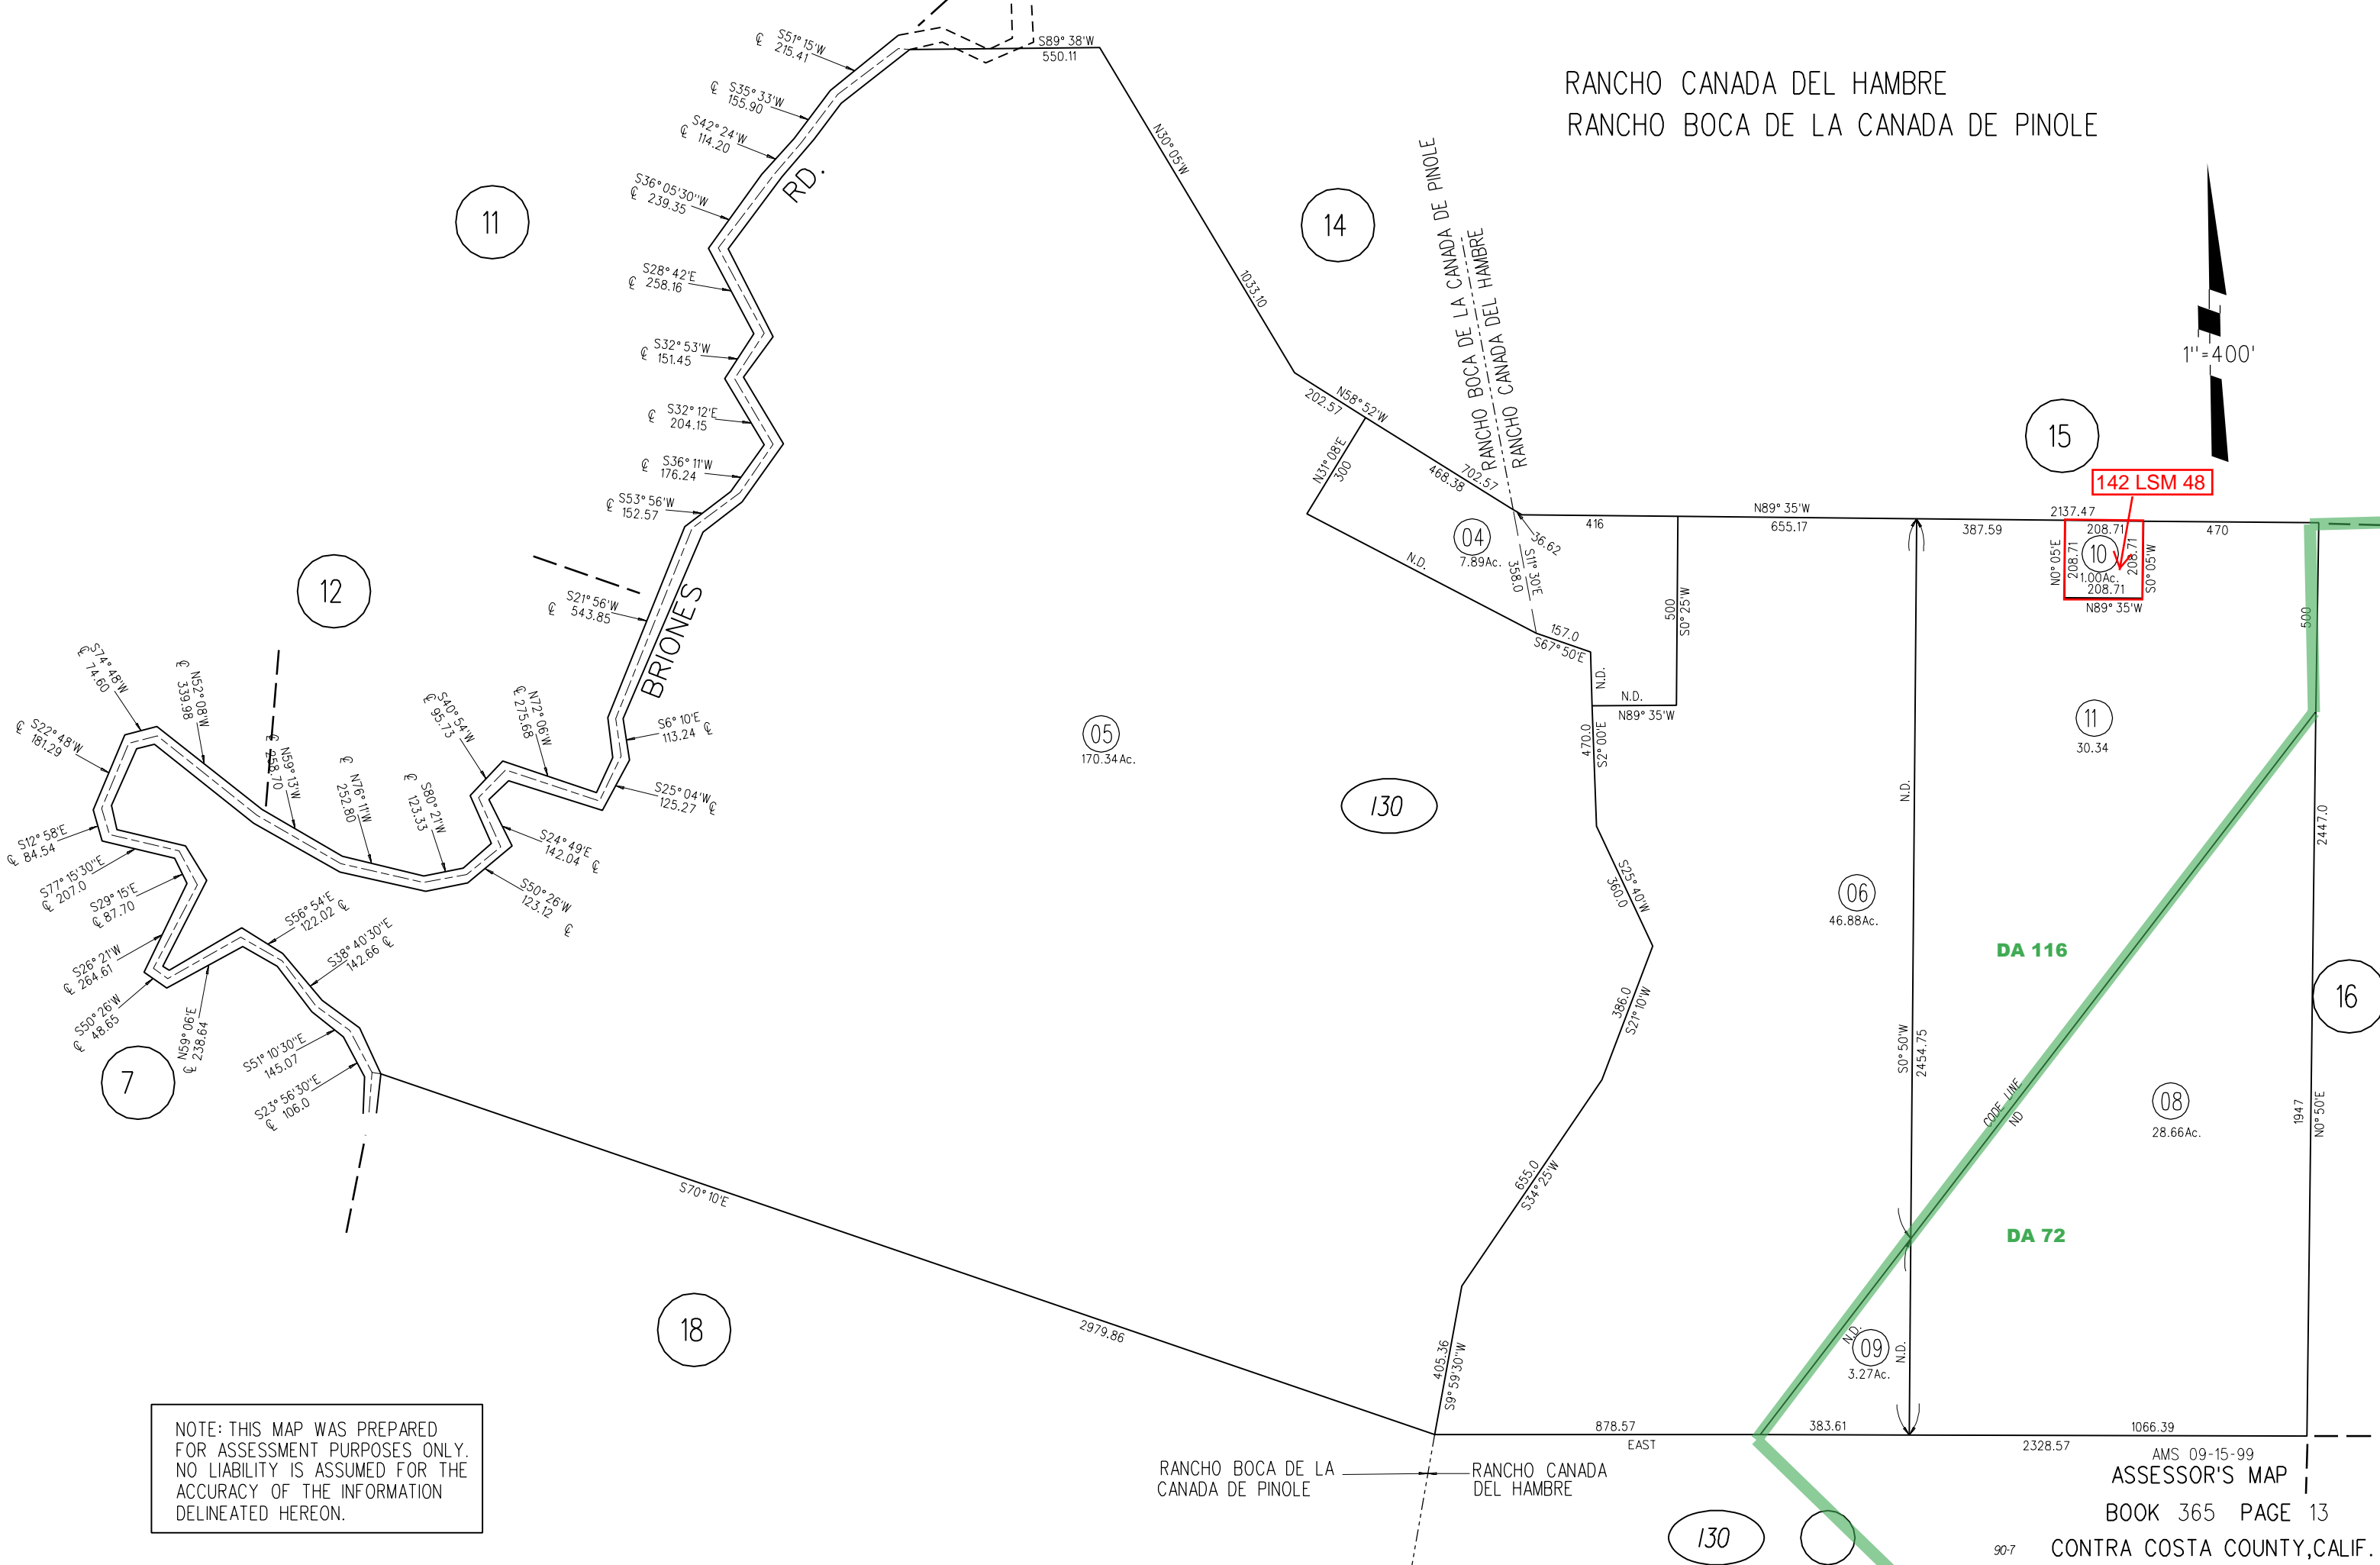 RANCHO CANADA DEL HAMBRE
RANCHO BOCA DE LA CANADA DE PINOLE
1"=400'
S51° 15'W
℄ 215.41
S35° 33'W
℄ 155.90
S42° 24'W
℄ 114.20
S36° 05'30"W
℄ 239.35
S28° 42'E
℄ 258.16
S32° 53'W
℄ 151.45
S32° 12'E
℄ 204.15
S36° 11'W
℄ 176.24
S53° 56'W
℄ 152.57
S21° 56'W
℄ 543.85
BRIONES
RD.
S89° 38'W
550.11
N30° 05'W
1033.10
11
14
12
15
RANCHO BOCA DE LA CANADA DE PINOLE
RANCHO CANADA DEL HAMBRE
N58° 52'W
202.57
702.57
468.38
N31° 08'E
300
04
7.89Ac.
36.62
S11° 30'E
358.0
N.D.
157.0
S67° 50'E
N.D.
N.D.
N89° 35'W
500
S0° 25'W
416
N89° 35'W
655.17
387.59
2137.47
208.71
470
142 LSM 48
N0° 05'E
208.71
10
1.00Ac.
208.71
208.71
S0° 05'W
N89° 35'W
500
11
30.34
2447.0
S74° 48'W
℄ 74.60
N52° 08'W
℄ 339.98
S22° 48'W
℄ 181.29
N59° 13'W
℄ 258.70
N76° 11'W
℄ 252.80
S80° 21'W
℄ 123.33
S40° 54'W
℄ 95.73
N72° 06'W
℄ 275.68
S6° 10'E
113.24 ℄
S25° 04'W
125.27 ℄
S24° 49'E
142.04 ℄
S50° 26'W
123.12 ℄
S12° 58'E
℄ 84.54
S77° 15'30"E
℄ 207.0
S29° 15'E
℄ 87.70
S26° 21'W
℄ 264.61
S50° 26'W
℄ 48.65
N59° 06'E
℄ 238.64
S56° 54'E
122.02 ℄
S38° 40'30"E
142.66 ℄
S51° 10'30"E
145.07
S23° 56'30"E
℄ 106.0
7
05
170.34Ac.
130
470.0
S2° 00'E
S25° 40'W
360.0
386.0
S21° 10'W
655.0
S34° 25'W
405.36
S9° 59'30"W
06
46.88Ac.
N.D.
S0° 50'W
2454.75
DA 116
CODE LINE
ND
DA 72
08
28.66Ac.
1947
N0° 50'E
16
N.D.
09
3.27Ac.
N.D.
S70° 10'E
2979.86
18
878.57
EAST
383.61
1066.39
2328.57
RANCHO BOCA DE LA
CANADA DE PINOLE
RANCHO CANADA
DEL HAMBRE
130
NOTE: THIS MAP WAS PREPARED
FOR ASSESSMENT PURPOSES ONLY.
NO LIABILITY IS ASSUMED FOR THE
ACCURACY OF THE INFORMATION
DELINEATED HEREON.
AMS 09-15-99
ASSESSOR'S MAP
BOOK 365 PAGE 13
90-7
CONTRA COSTA COUNTY,CALIF.